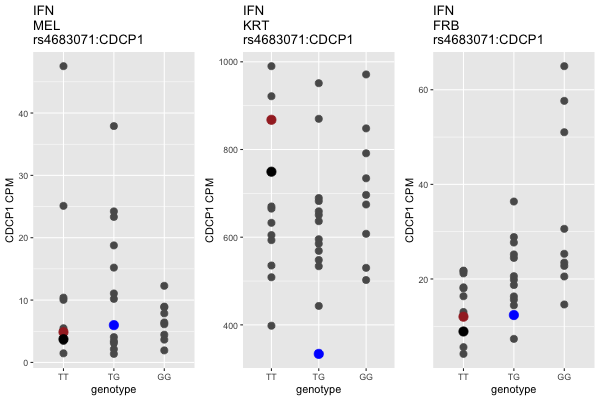 IFN
MEL
rs4683071:CDCP1
CDCP1 CPM
40
30
20
10
0
TT TG GG
genotype
IFN
KRT
rs4683071:CDCP1
CDCP1 CPM
1000
800
600
400
TT TG GG
genotype
IFN
FRB
rs4683071:CDCP1
CDCP1 CPM
60
40
20
TT TG GG
genotype